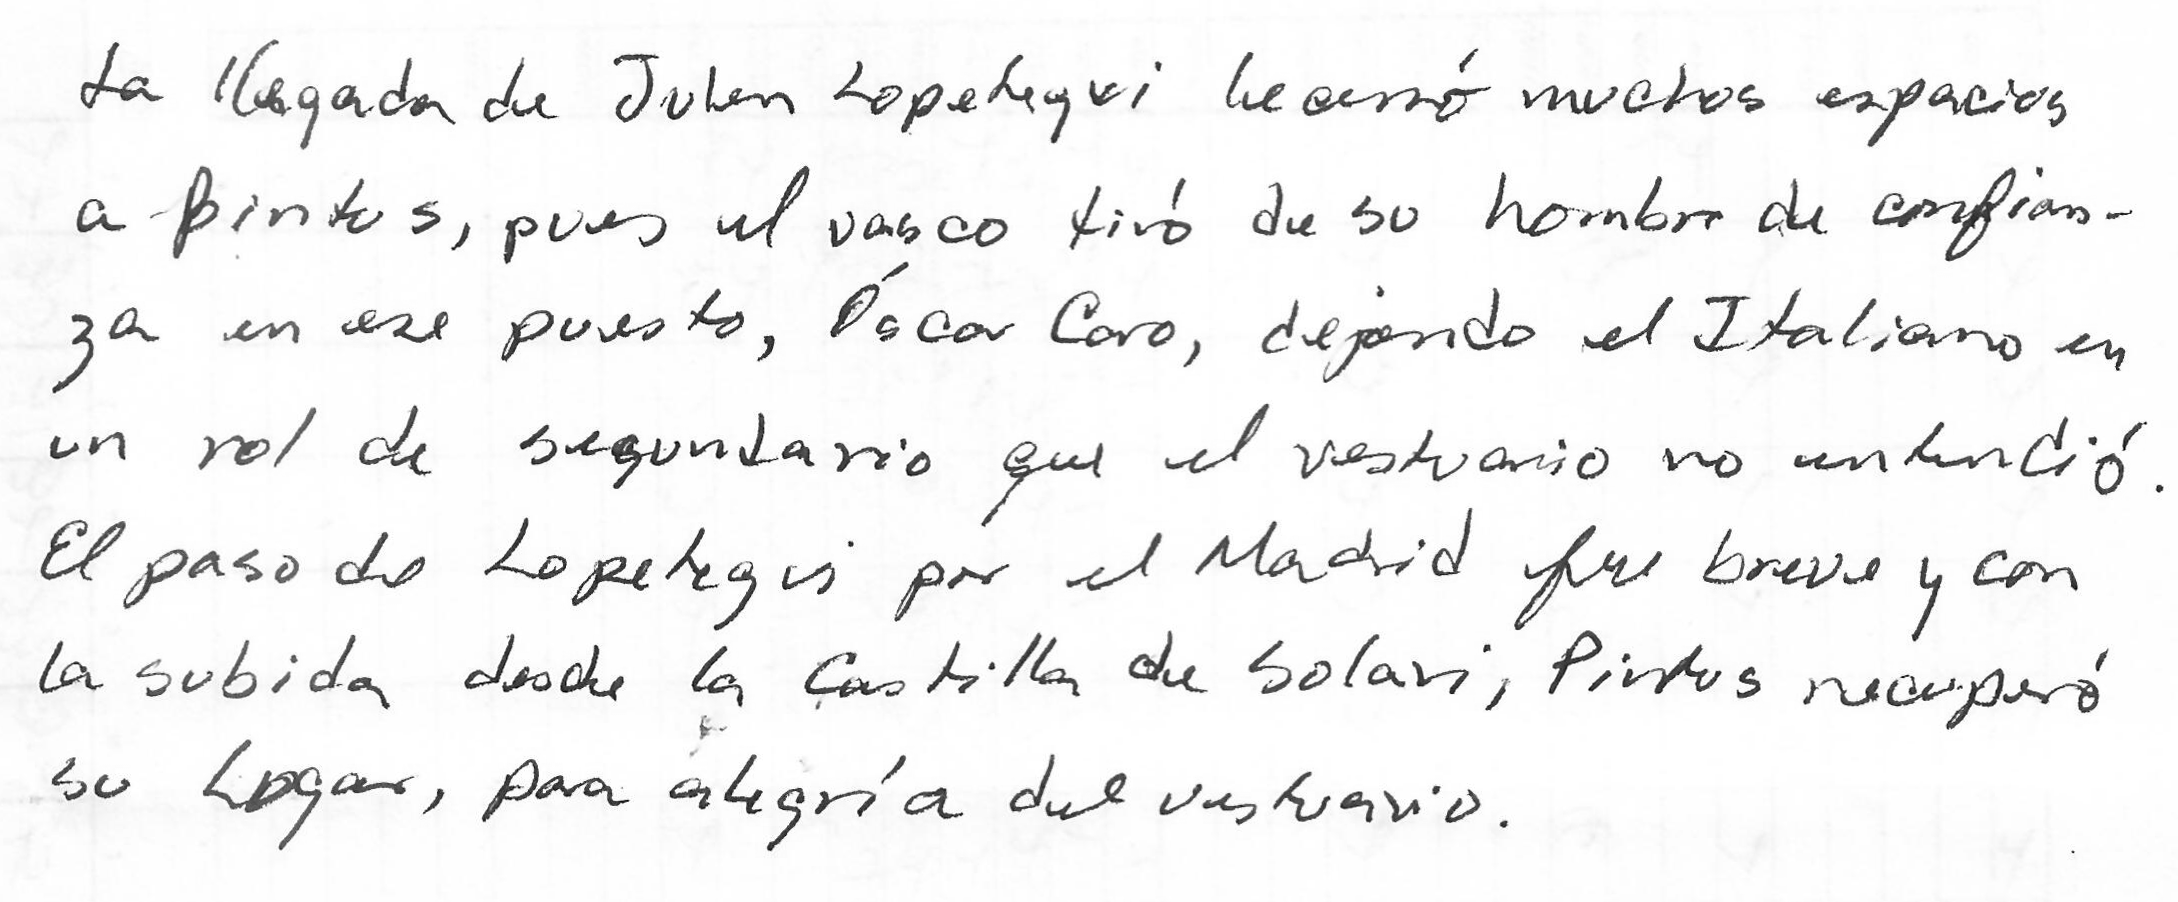 La llegada de Julen Lopetegui le cerró muchos espacios
a Pintus, pues el vasco tiró de su hombre de confian-
za en ese puesto, Óscar Caro, dejando el Italiano en
un rol deseguntario que el vestuario no entendió.
El paso de Lopetegui por el Madrid fue breve y con
la subida desde la Castilla de Solari, Pintus recuperó
su lugar, para alegría del vestuario.